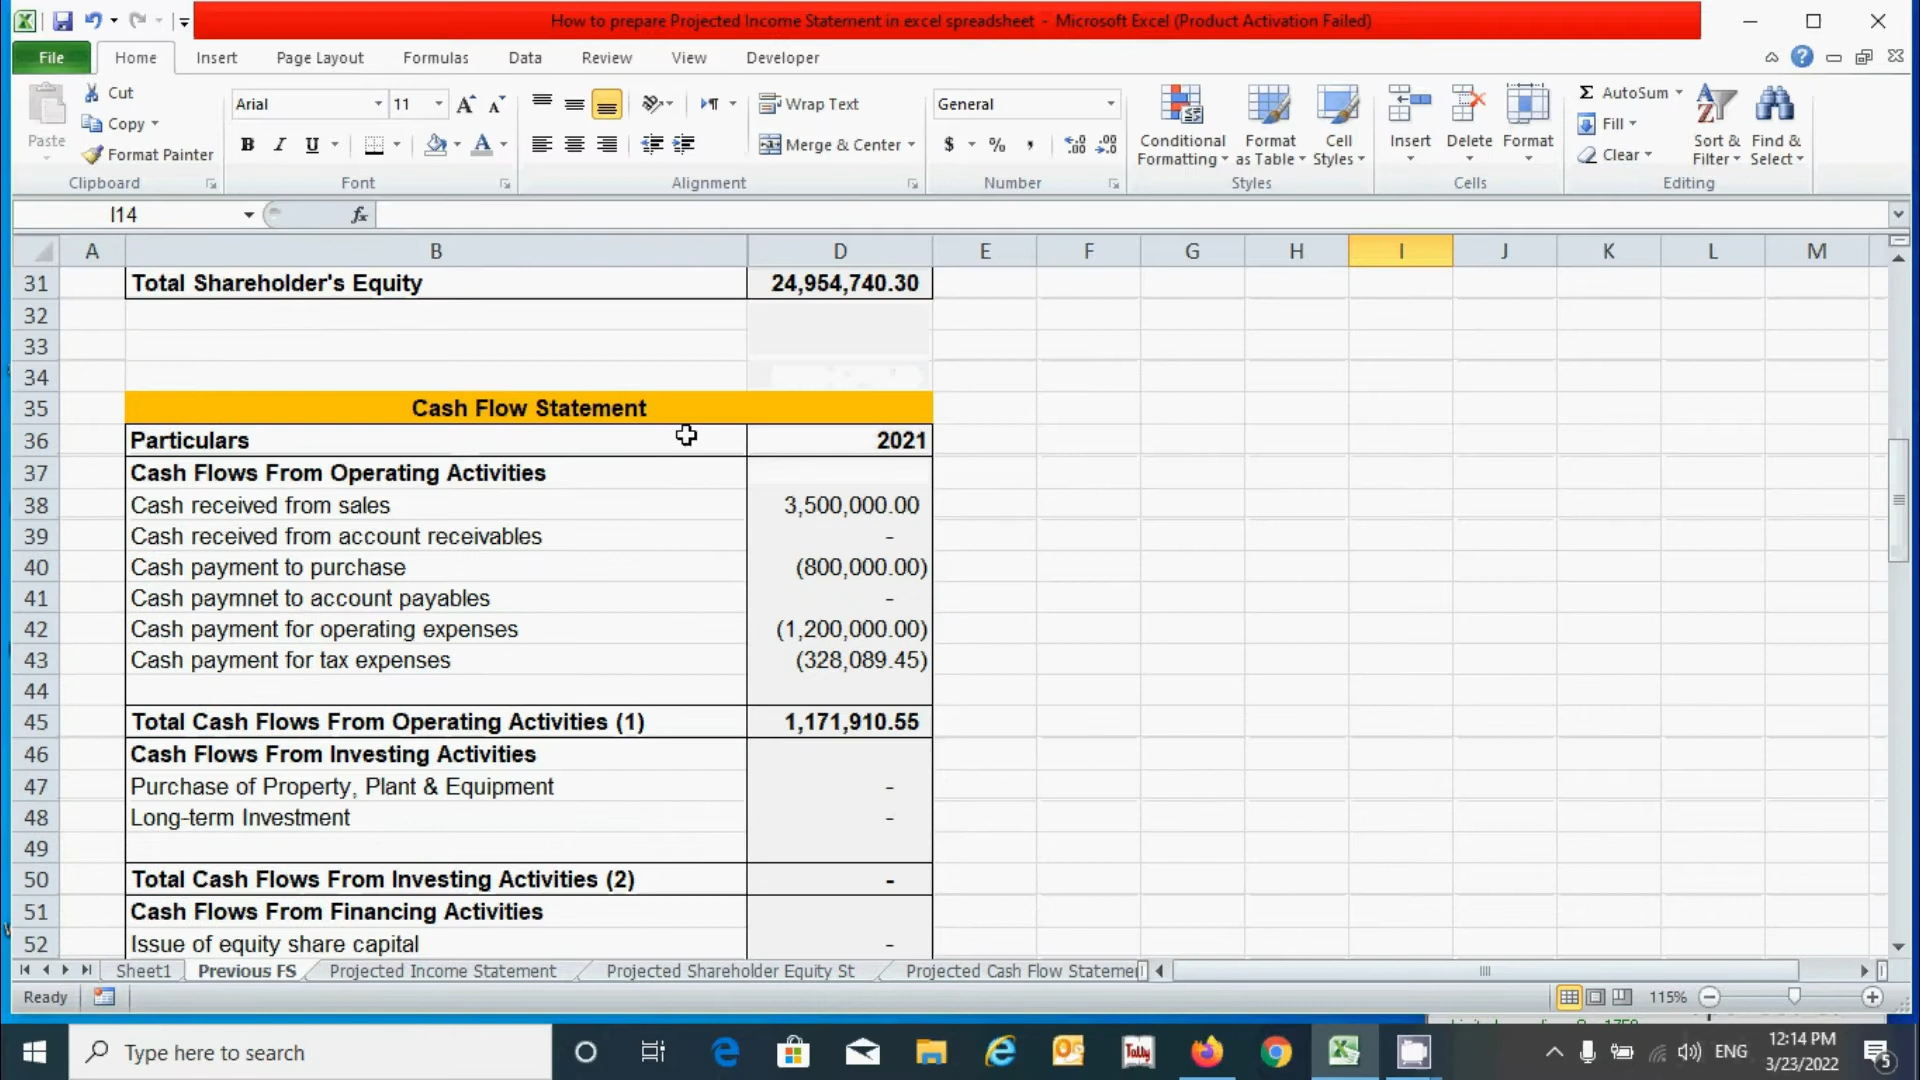 How to prepare Projected Income Statement in excel spreadsheet - Microsoft Excel (Product Activation Failed)
File Home Insert Page Layout Formulas Data Review View Developer
Paste
Cut
Copy
Format Painter
Clipboard
Arial 11
B I U
Font
Wrap Text
Merge & Center
Alignment
General
$ % ,
Number
Conditional Formatting
Format as Table
Cell Styles
Styles
Insert
Delete
Format
Cells
Σ AutoSum
Fill
Clear
Sort & Filter
Find & Select
Editing
I14 fx
A B D E F G H I J K L M
31 Total Shareholder's Equity 24,954,740.30
32
33
34
35 Cash Flow Statement
36 Particulars 2021
37 Cash Flows From Operating Activities
38 Cash received from sales 3,500,000.00
39 Cash received from account receivables -
40 Cash payment to purchase (800,000.00)
41 Cash paymnet to account payables -
42 Cash payment for operating expenses (1,200,000.00)
43 Cash payment for tax expenses (328,089.45)
44
45 Total Cash Flows From Operating Activities (1) 1,171,910.55
46 Cash Flows From Investing Activities
47 Purchase of Property, Plant & Equipment -
48 Long-term Investment -
49
50 Total Cash Flows From Investing Activities (2) -
51 Cash Flows From Financing Activities
52 Issue of equity share capital -
Sheet1 Previous FS Projected Income Statement Projected Shareholder Equity St Projected Cash Flow Stateme
Ready 115%
Type here to search
Tally
ENG
12:14 PM
3/23/2022
5